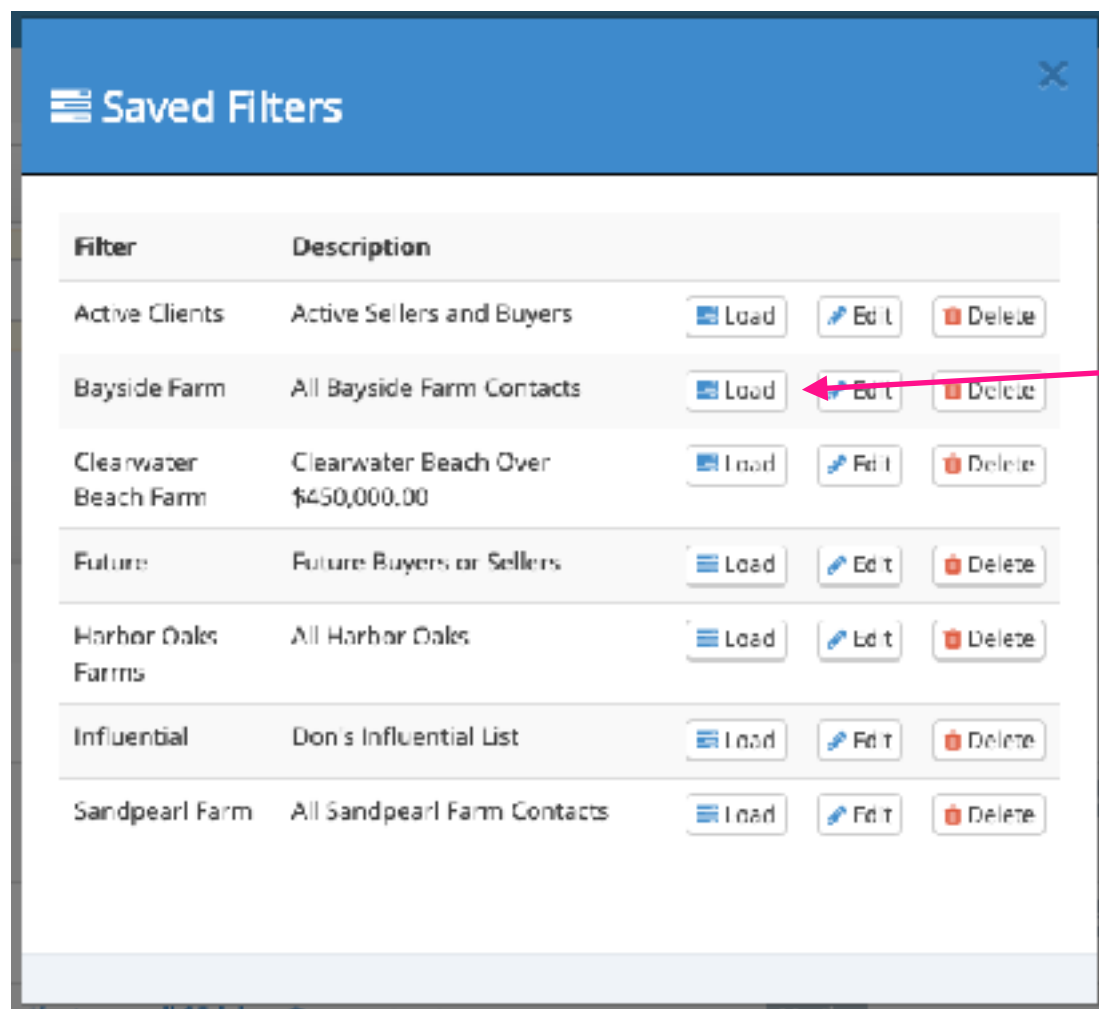 Saved Filters
Filter Description
Active Clients Active Sellers and Buyers Load Edit Delete
Bayside Farm All Bayside Farm Contacts Load Edit Delete
Clearwater Clearwater Beach Over Load Edit Delete
Beach Farm $450,000.00
Future Future Buyers or Sellers Load Edit Delete
Harbor Oaks All Harbor Oaks Load Edit Delete
Farms
Influential Don's Influential List Load Edit Delete
Sandpearl Farm All Sandpearl Farm Contacts Load Edit Delete